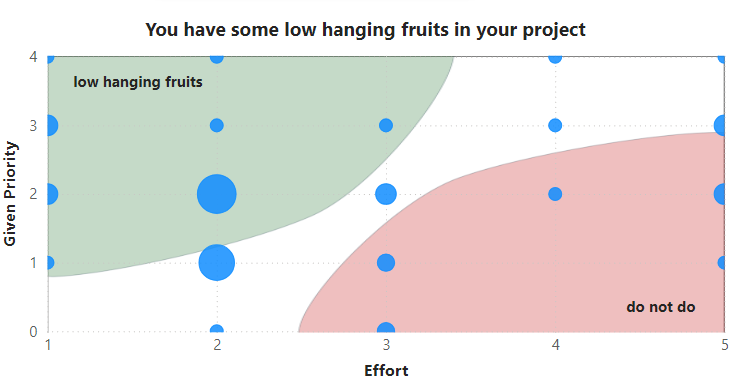 You have some low hanging fruits in your project
4
low hanging fruits
3
Given Priority
2
1
do not do
0
1 2 3 4 5
Effort